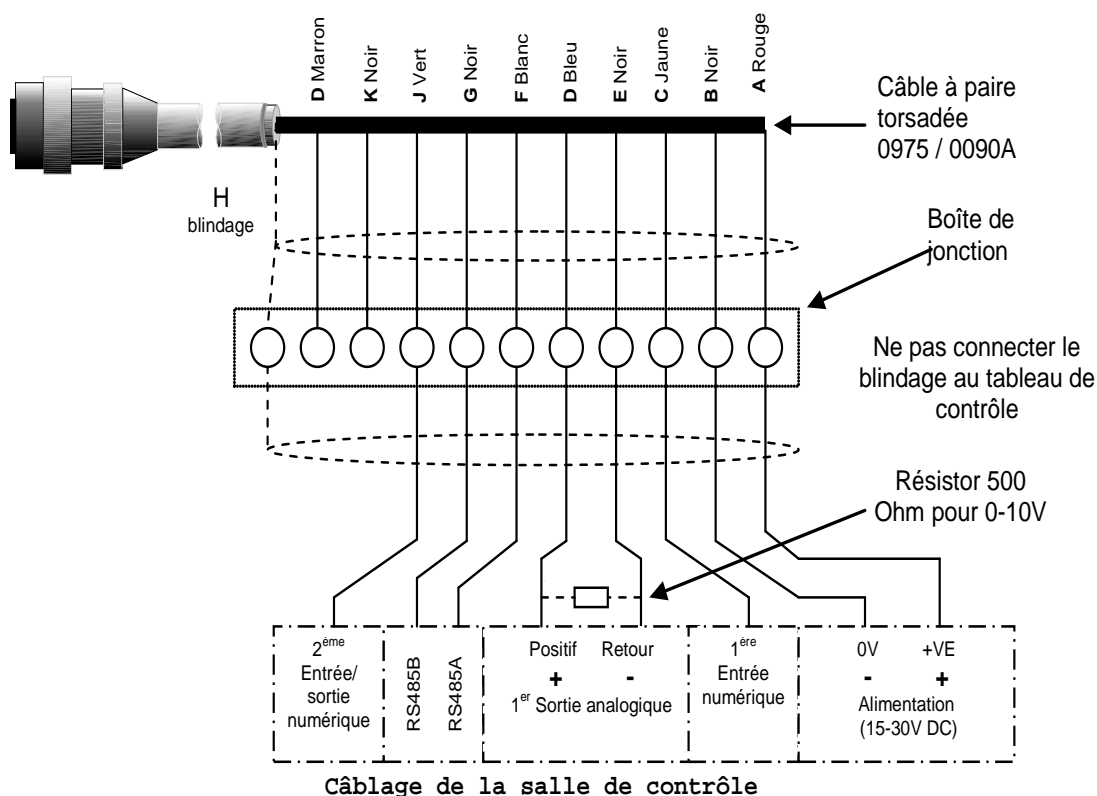 D Marron
K Noir
J Vert
G Noir
F Blanc
D Bleu
E Noir
C Jaune
B Noir
A Rouge
Câble à paire
torsadée
0975 / 0090A
H
blindage
Boîte de
jonction
Ne pas connecter le
blindage au tableau de
contrôle
Résistor 500
Ohm pour 0-10V
2ème
Entrée/
sortie
numérique
RS485B
RS485A
Positif Retour
+ -
1er Sortie analogique
1ère
Entrée
numérique
0V +VE
- +
Alimentation
(15-30V DC)
Câblage de la salle de contrôle